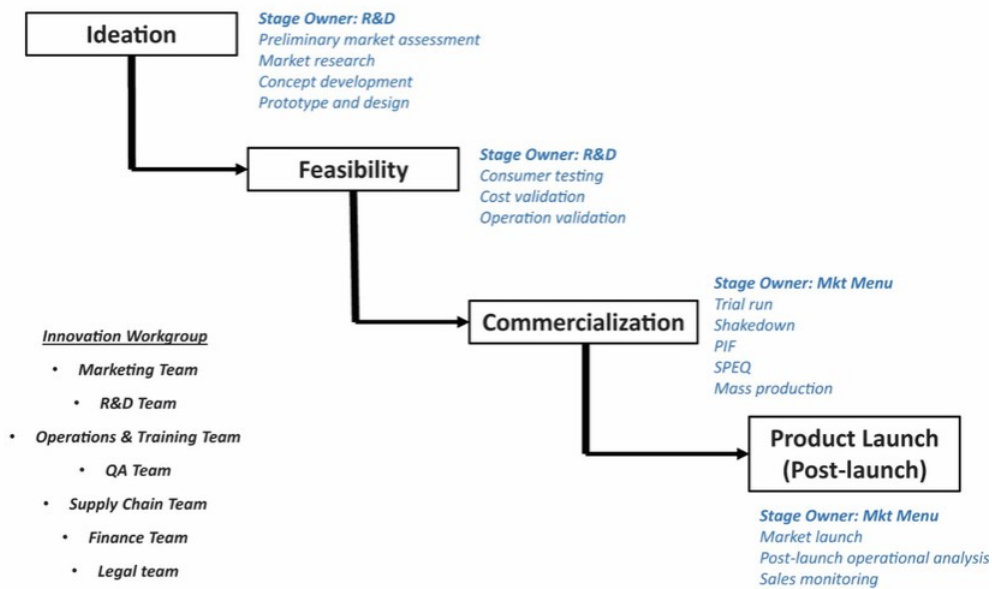 Ideation
Stage Owner: R&D
Preliminary market assessment
Market research
Concept development
Prototype and design
Feasibility
Stage Owner: R&D
Consumer testing
Cost validation
Operation validation
Commercialization
Stage Owner: Mkt Menu
Trial run
Shakedown
PIF
SPEQ
Mass production
Product Launch
(Post-launch)
Stage Owner: Mkt Menu
Market launch
Post-launch operational analysis
Sales monitoring
Innovation Workgroup
• Marketing Team
• R&D Team
• Operations & Training Team
• QA Team
• Supply Chain Team
• Finance Team
• Legal team